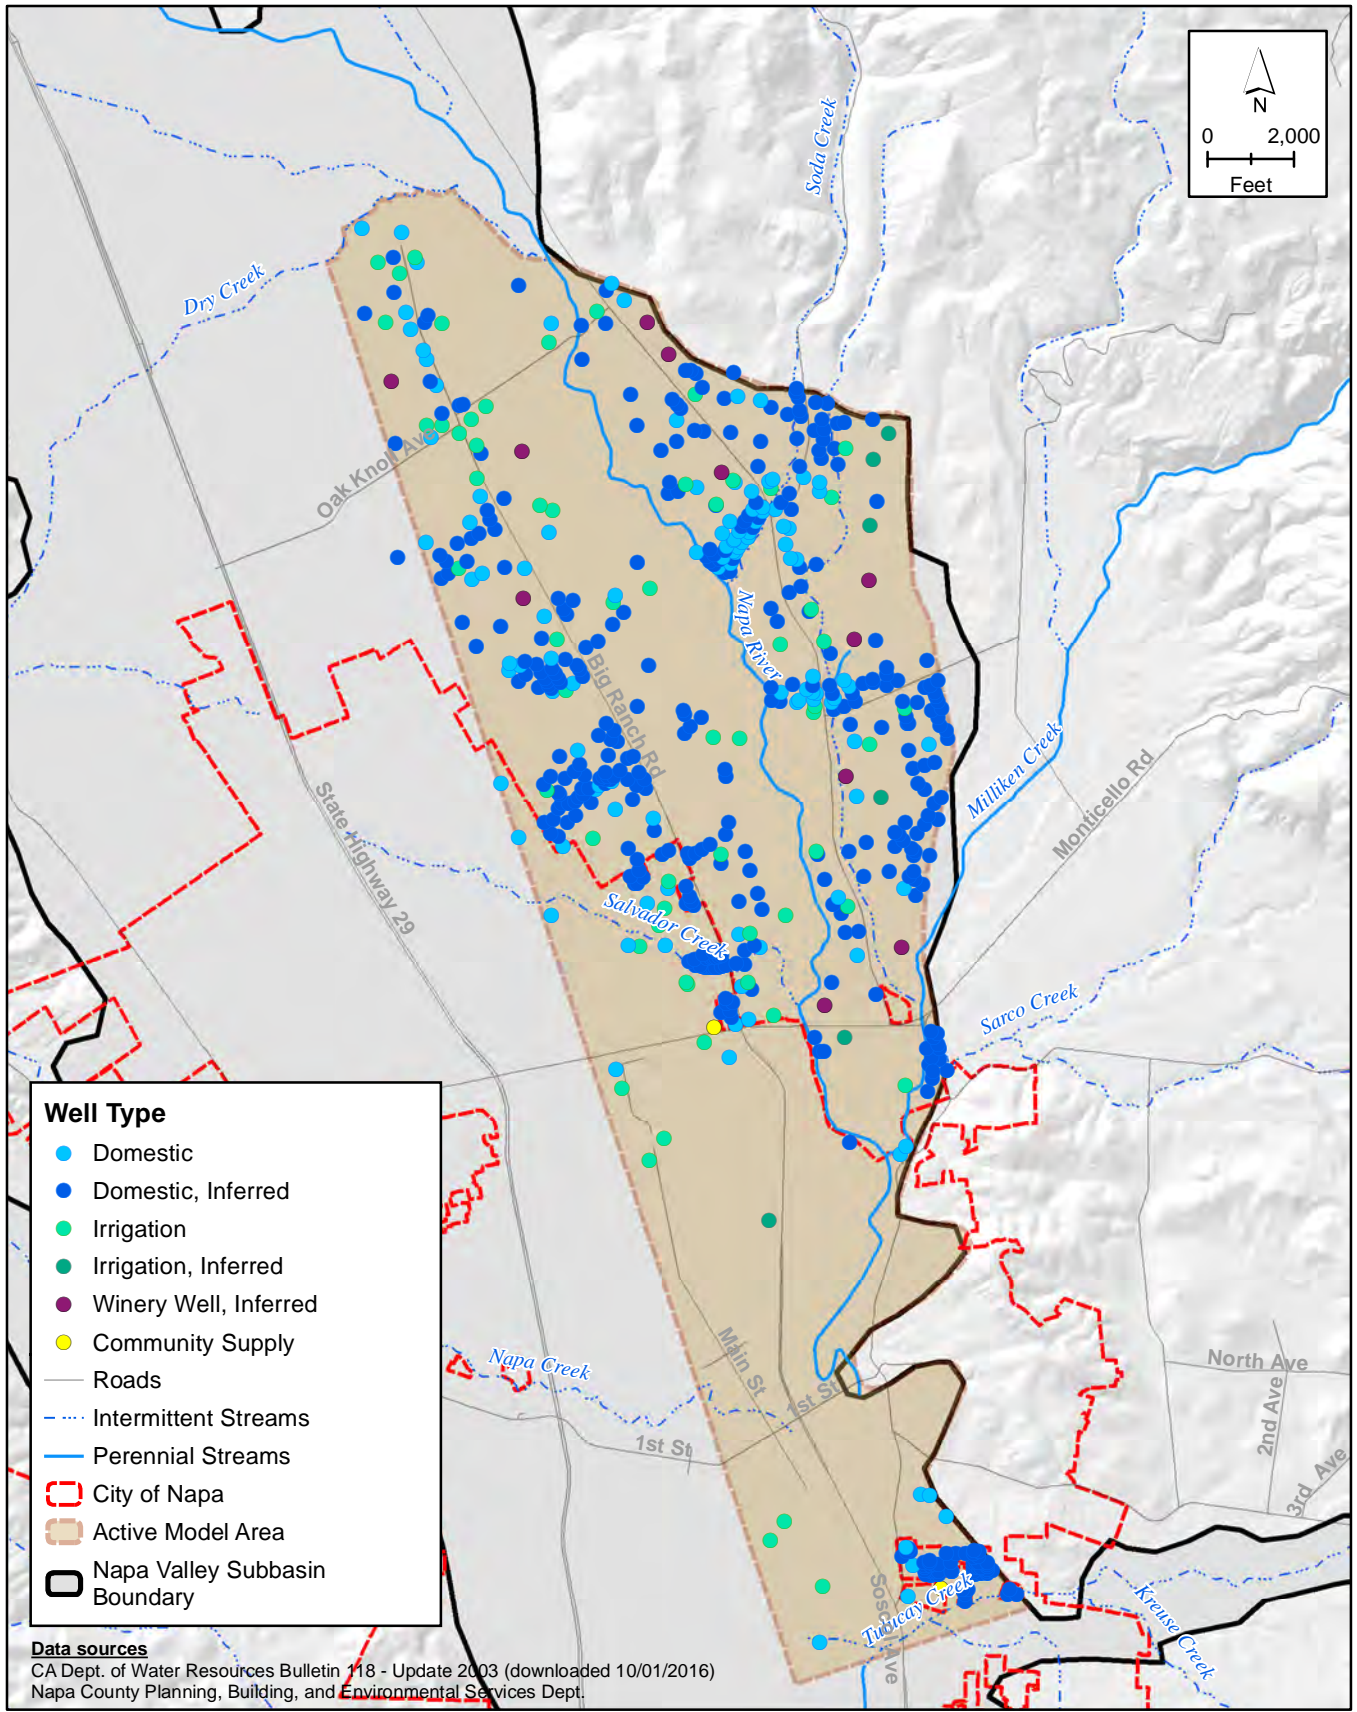 N
0 2,000
Feet
Soda Creek
Dry Creek
Oak Knoll Ave
Napa River
Big Ranch Rd
State Highway 29
Milliken Creek
Monticello Rd
Salvador Creek
Sarco Creek
Well Type
Domestic
Domestic, Inferred
Irrigation
Irrigation, Inferred
Winery Well, Inferred
Community Supply
Roads
Intermittent Streams
Perennial Streams
City of Napa
Active Model Area
Napa Valley Subbasin
Boundary
Napa Creek
Main St
1st St
1st St
North Ave
2nd Ave
3rd Ave
Soscol Ave
Tulucay Creek
Kreuse Creek
Data sources
CA Dept. of Water Resources Bulletin 118 - Update 2003 (downloaded 10/01/2016)
Napa County Planning, Building, and Environmental Services Dept.